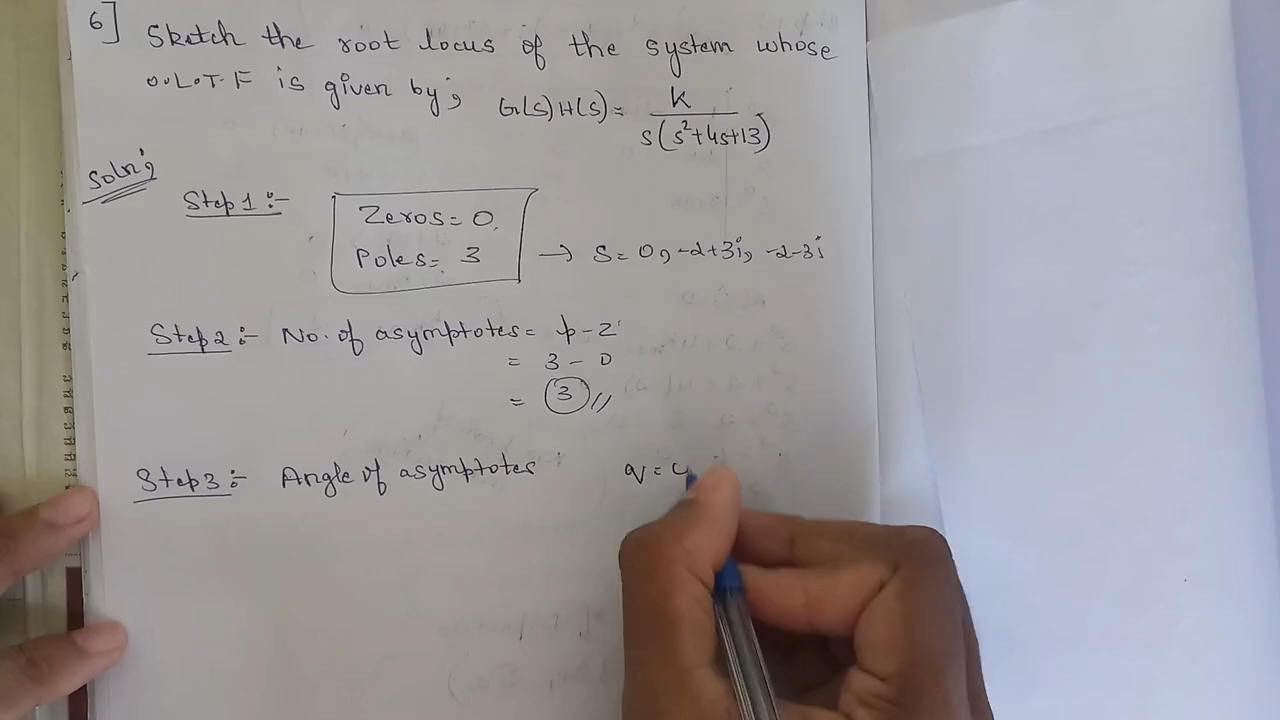 6] Sketch the root locus of the system whose
O.L.T.F is given by, G(s)H(s) = K / s(s²+4s+13)
Soln,
Step 1 :-
Zeros = 0,
Poles = 3 → s = 0, -2+3i, -2-3i
Step 2 :- No. of asymptotes = p - z
= 3 - 0
= 3 //
Step 3 :- Angle of asymptotes